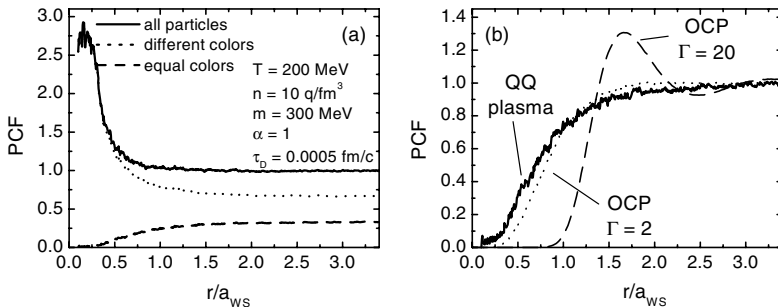 3.0
2.5
2.0
1.5
1.0
0.5
0.0
PCF
all particles
different colors
equal colors
(a)
T = 200 MeV
n = 10 q/fm³
m = 300 MeV
α = 1
τ_D = 0.0005 fm/c
0.0 0.5 1.0 1.5 2.0 2.5 3.0
r/a_WS
1.4
1.2
1.0
0.8
0.6
0.4
0.2
0.0
PCF
(b)
OCP
Γ = 20
QQ
plasma
OCP
Γ = 2
0.0 0.5 1.0 1.5 2.0 2.5 3.0
r/a_WS